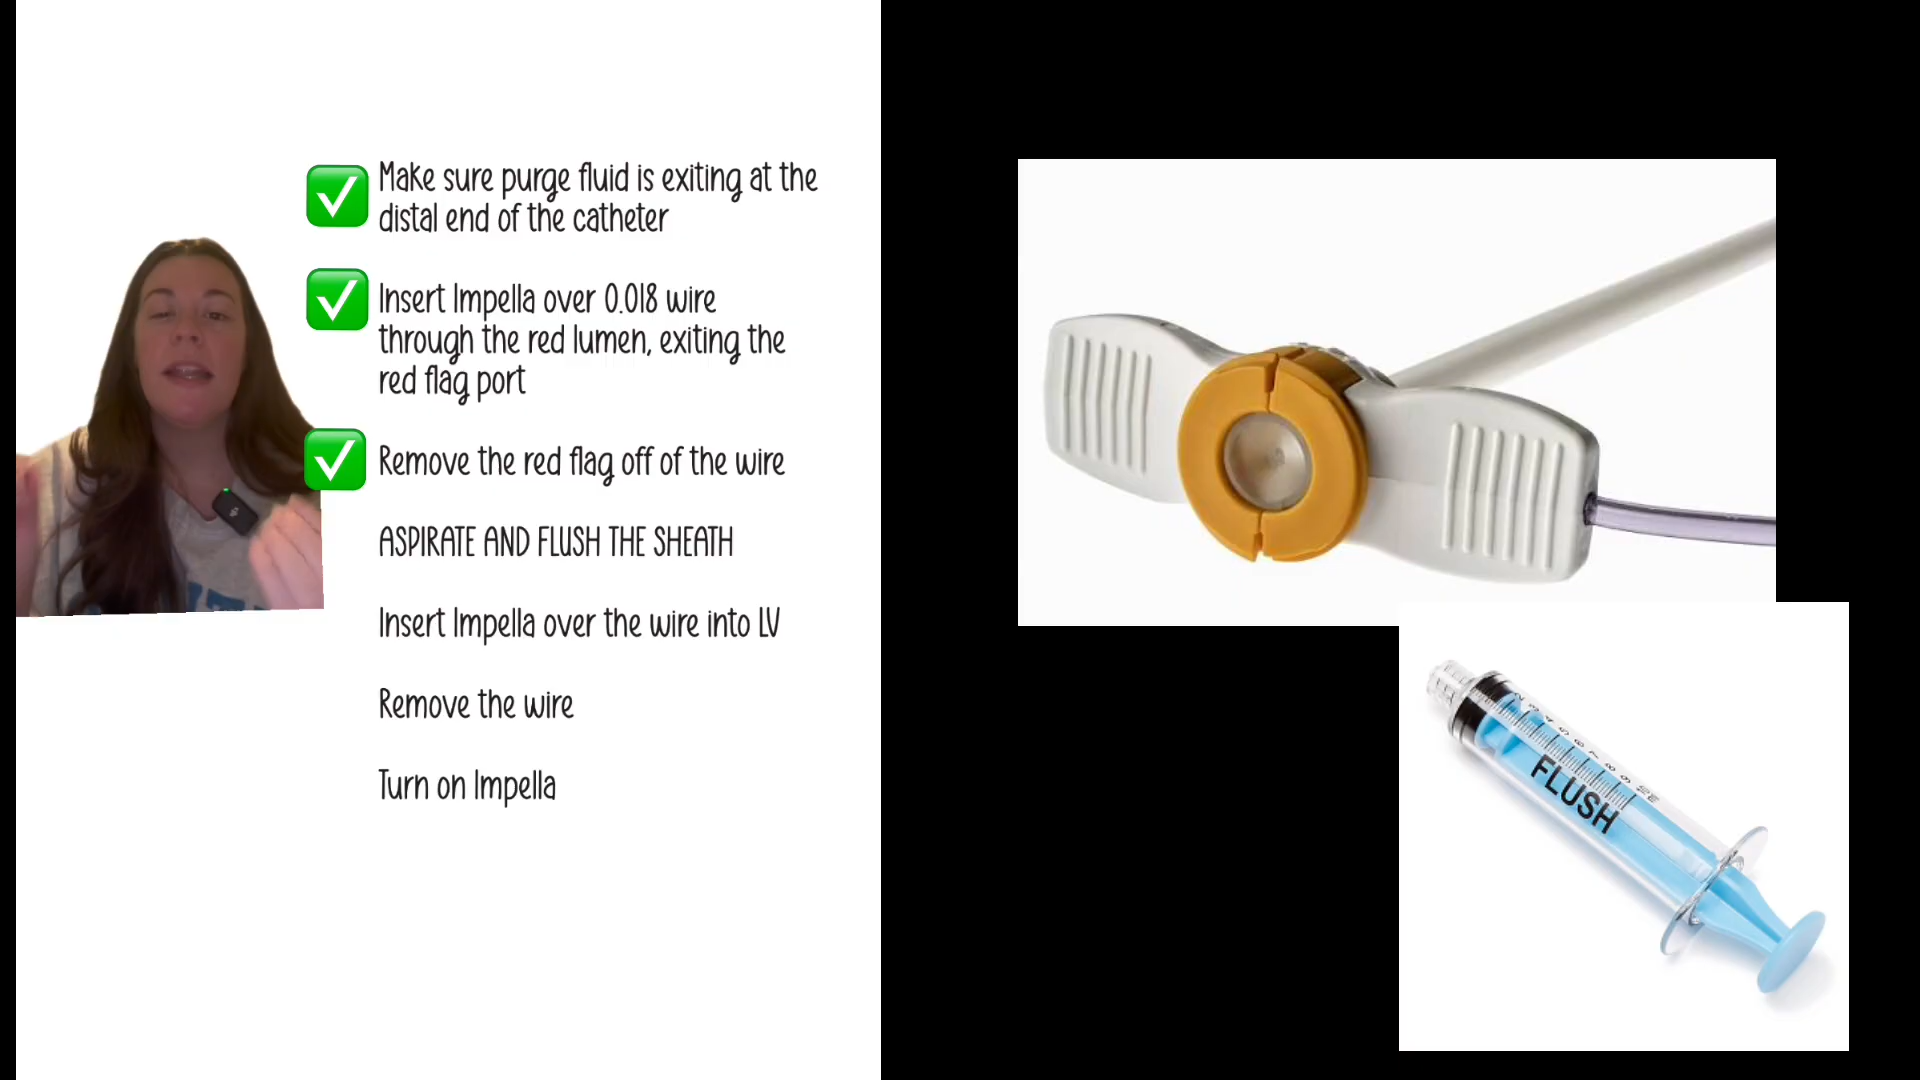 Make sure purge fluid is exiting at the
distal end of the catheter
Insert Impella over 0.018 wire
through the red lumen, exiting the
red flag port
Remove the red flag off of the wire
ASPIRATE AND FLUSH THE SHEATH
Insert Impella over the wire into LV
Remove the wire
Turn on Impella
FLUSH